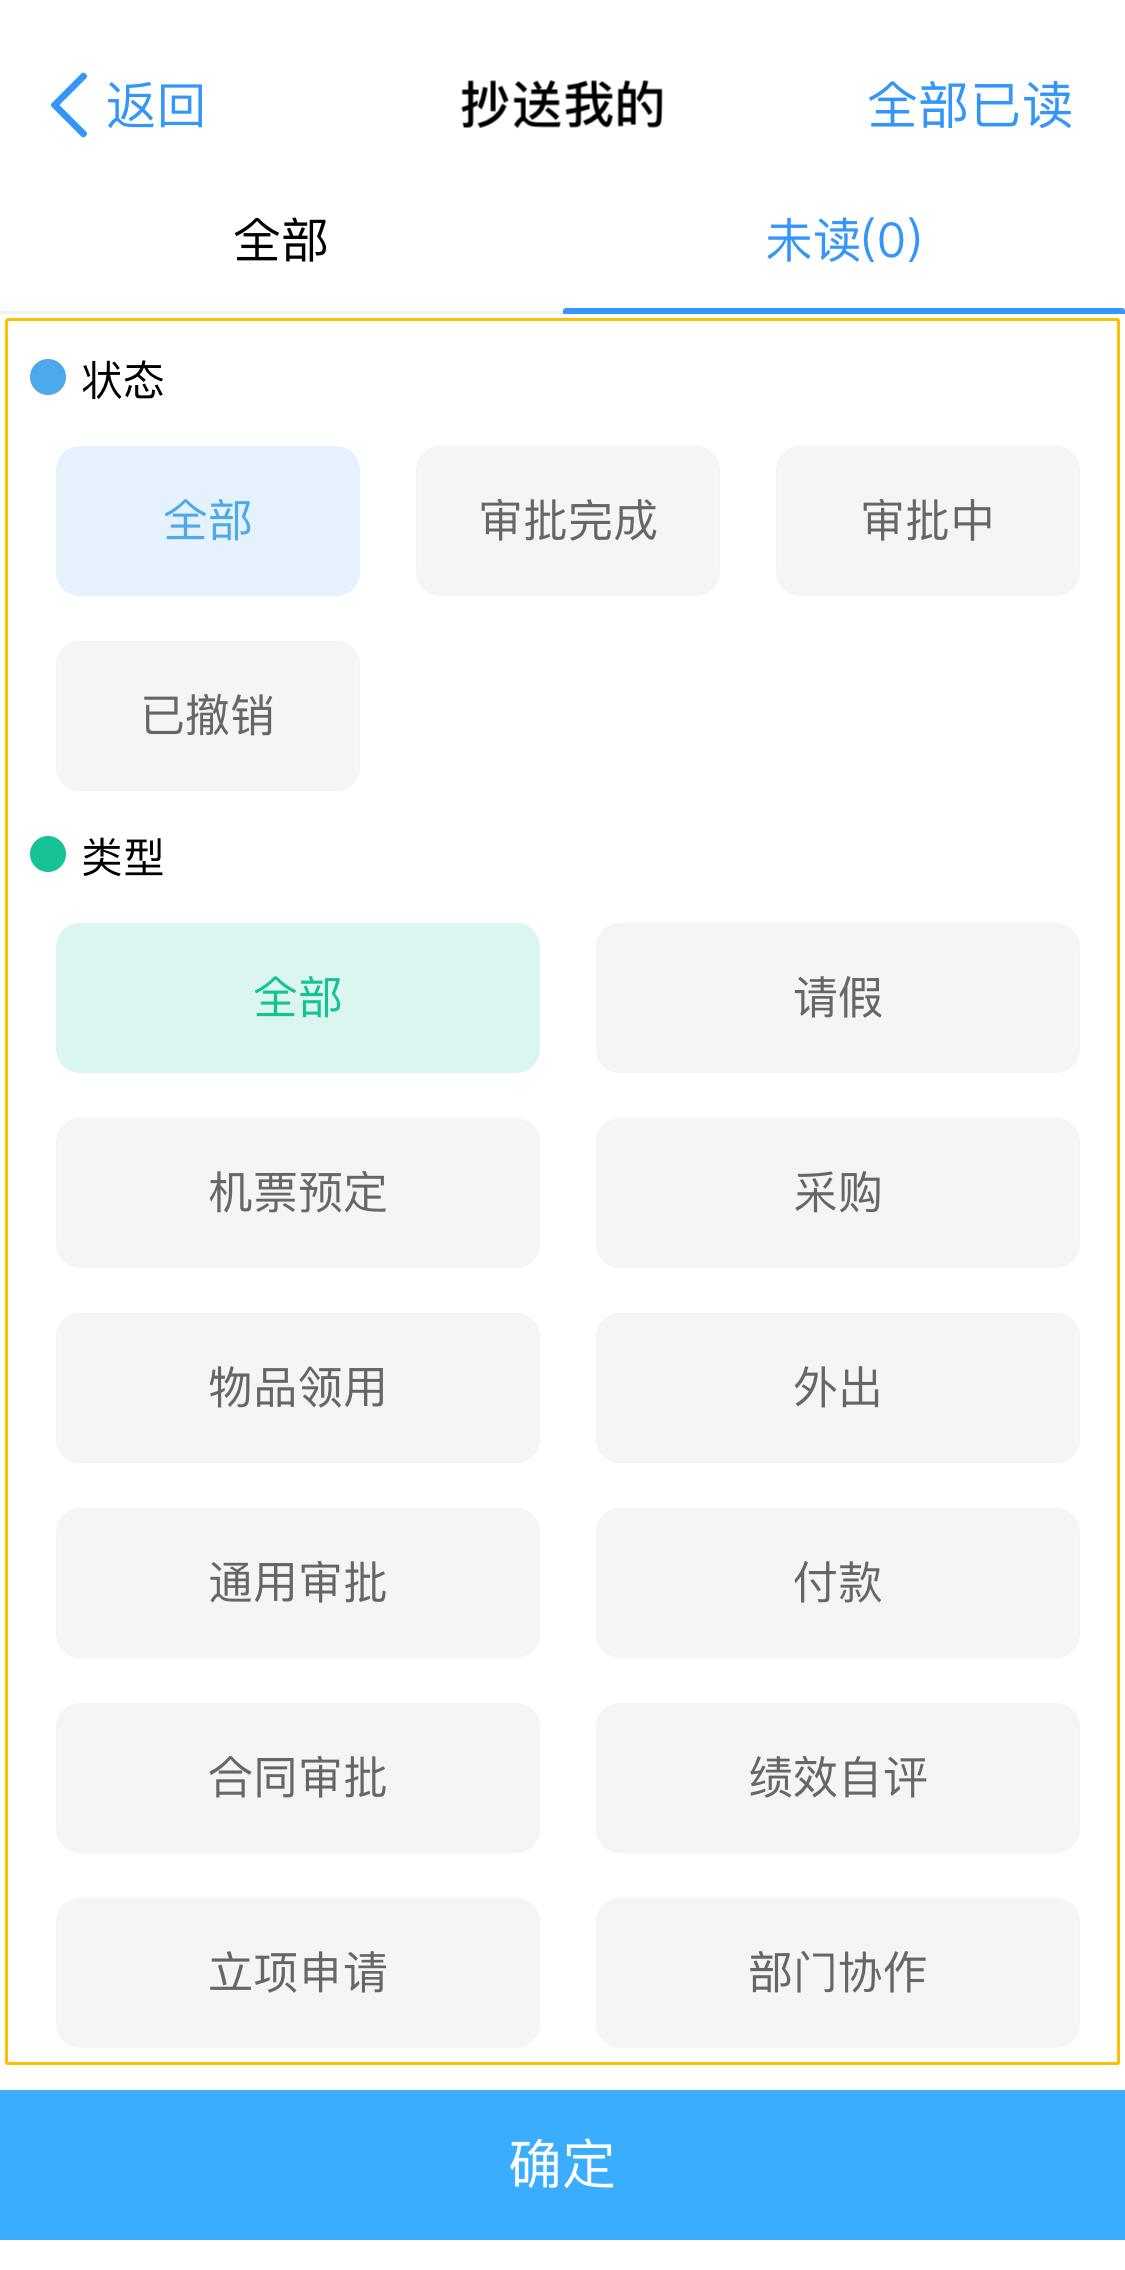 返回 抄送我的 全部已读
全部 未读(0)
状态
全部 审批完成 审批中
已撤销
类型
全部 请假
机票预定 采购
物品领用 外出
通用审批 付款
合同审批 绩效自评
立项申请 部门协作
确定